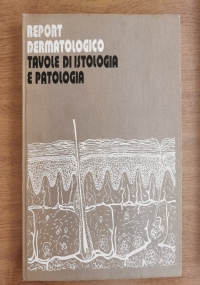 REPORT
DERMATOLOGICO
TAVOLE DI ISTOLOGIA
E PATOLOGIA